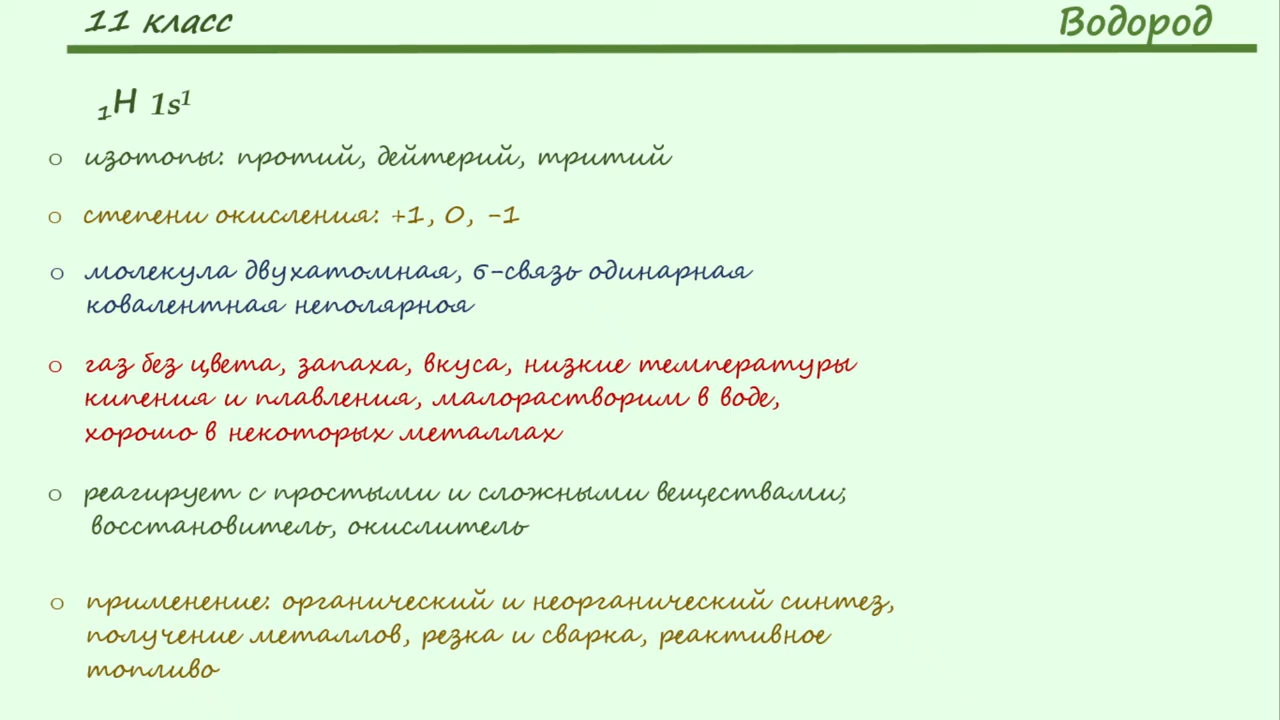 11 класс
Водород
₁H 1s¹
o изотопы: протий, дейтерий, тритий
o степени окисления: +1, 0, -1
o молекула двухатомная, σ-связь одинарная
ковалентная неполярноя
o газ без цвета, запаха, вкуса, низкие температуры
кипения и плавления, малорастворим в воде,
хорошо в некоторых металлах
o реагирует с простыми и сложными веществами;
восстановитель, окислитель
o применение: органический и неорганический синтез,
получение металлов, резка и сварка, реактивное
топливо